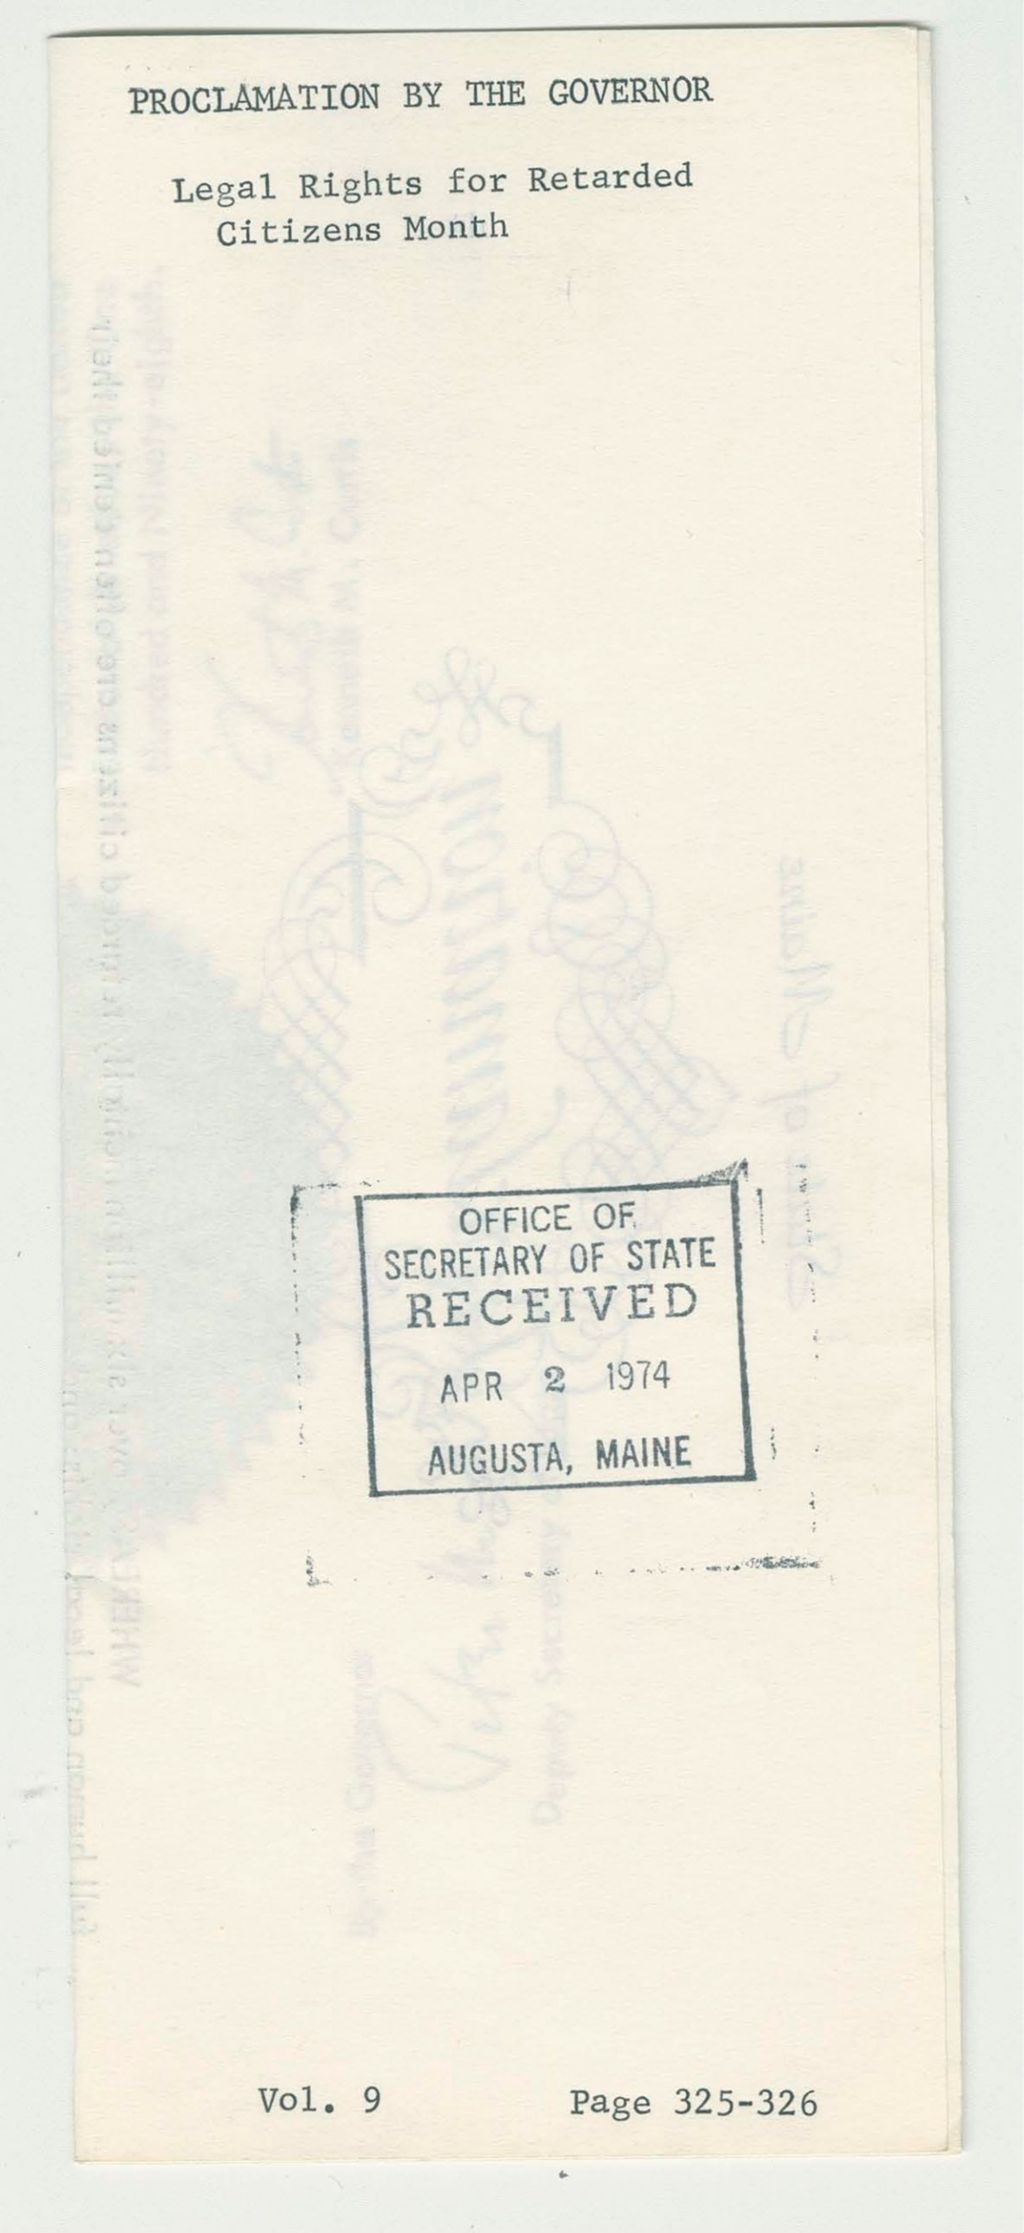 PROCLAMATION BY THE GOVERNOR
Legal Rights for Retarded
Citizens Month
OFFICE OF
SECRETARY OF STATE
RECEIVED
APR 2 1974
AUGUSTA, MAINE
Vol. 9 Page 325-326